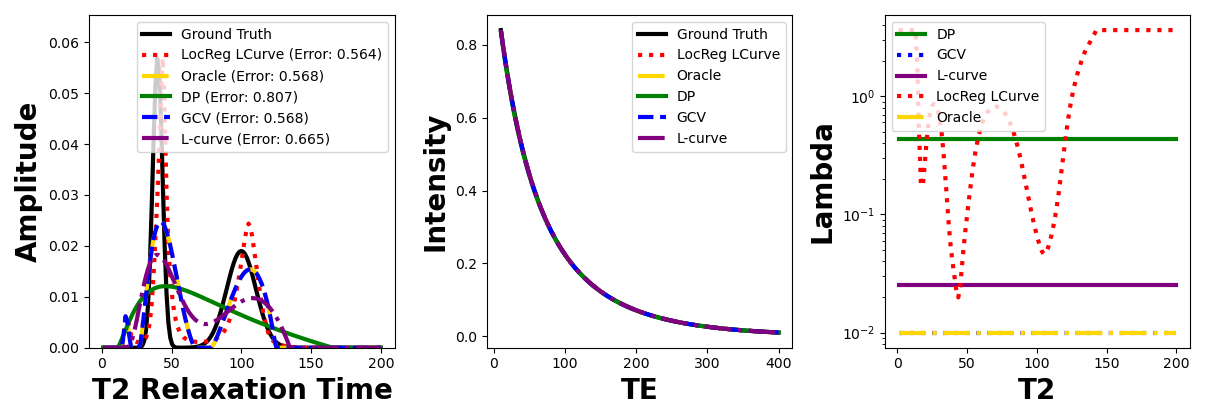 Amplitude
0.06
0.05
0.04
0.03
0.02
0.01
0.00
Ground Truth
LocReg LCurve (Error: 0.564)
Oracle (Error: 0.568)
DP (Error: 0.807)
GCV (Error: 0.568)
L-curve (Error: 0.665)
0 50 100 150 200
T2 Relaxation Time
Intensity
0.8
0.6
0.4
0.2
0.0
Ground Truth
LocReg LCurve
Oracle
DP
GCV
L-curve
0 100 200 300 400
TE
Lambda
10⁰
10⁻¹
10⁻²
DP
GCV
L-curve
LocReg LCurve
Oracle
0 50 100 150 200
T2